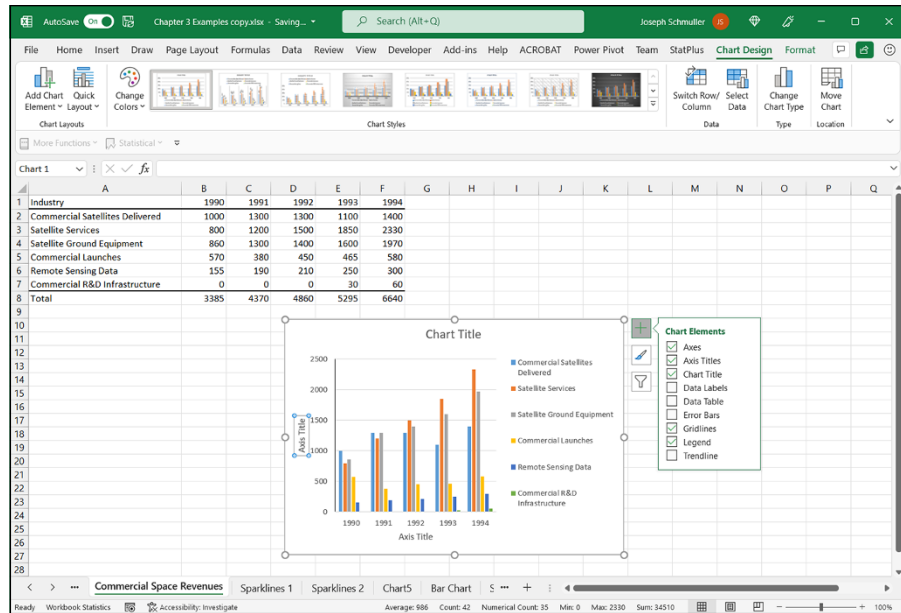 AutoSave On Chapter 3 Examples copy.xlsx - Saving... Search (Alt+Q) Joseph Schmuller JS
File Home Insert Draw Page Layout Formulas Data Review View Developer Add-ins Help ACROBAT Power Pivot Team StatPlus Chart Design Format
Add Chart Quick Change Switch Row/ Select Change Move
Element Layout Colors Column Data Chart Type Chart
Chart Layouts Chart Styles Data Type Location
More Functions Statistical
Chart 1 fx
A B C D E F G H I J K L M N O P Q
1 Industry 1990 1991 1992 1993 1994
2 Commercial Satellites Delivered 1000 1300 1300 1100 1400
3 Satellite Services 800 1200 1500 1850 2330
4 Satellite Ground Equipment 860 1300 1400 1600 1970
5 Commercial Launches 570 380 450 465 580
6 Remote Sensing Data 155 190 210 250 300
7 Commercial R&D Infrastructure 0 0 0 30 60
8 Total 3385 4370 4860 5295 6640
9
10
11
12
13
14
15
16
17
18
19
20
21
22
23
24
25
26
27
28
Chart Title
2500
2000
1500
1000
500
0
Axis Title
1990 1991 1992 1993 1994
Axis Title
Commercial Satellites
Delivered
Satellite Services
Satellite Ground Equipment
Commercial Launches
Remote Sensing Data
Commercial R&D
Infrastructure
Chart Elements
Axes
Axis Titles
Chart Title
Data Labels
Data Table
Error Bars
Gridlines
Legend
Trendline
Commercial Space Revenues Sparklines 1 Sparklines 2 Chart5 Bar Chart S ...
Ready Workbook Statistics Accessibility: Investigate Average: 986 Count: 42 Numerical Count: 35 Min: 0 Max: 2330 Sum: 34510 100%